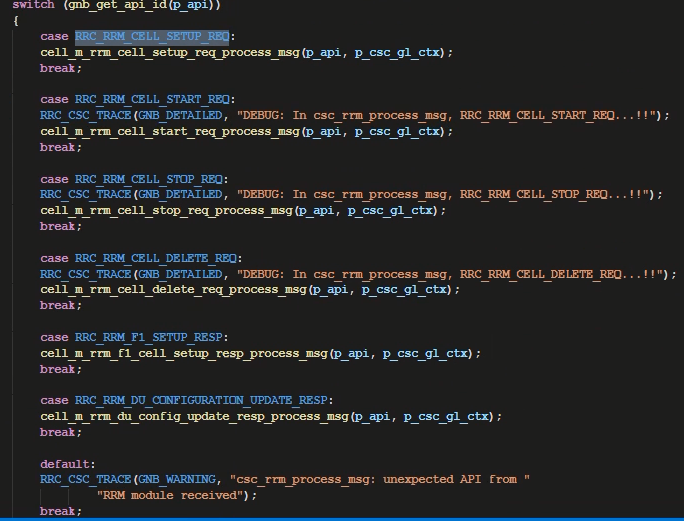 switch (gnb_get_api_id(p_api))
{
case RRC_RRM_CELL_SETUP_REQ:
cell_m_rrm_cell_setup_req_process_msg(p_api, p_csc_gl_ctx);
break;
case RRC_RRM_CELL_START_REQ:
RRC_CSC_TRACE(GNB_DETAILED, "DEBUG: In csc_rrm_process_msg, RRC_RRM_CELL_START_REQ...!!");
cell_m_rrm_cell_start_req_process_msg(p_api, p_csc_gl_ctx);
break;
case RRC_RRM_CELL_STOP_REQ:
RRC_CSC_TRACE(GNB_DETAILED, "DEBUG: In csc_rrm_process_msg, RRC_RRM_CELL_STOP_REQ...!!");
cell_m_rrm_cell_stop_req_process_msg(p_api, p_csc_gl_ctx);
break;
case RRC_RRM_CELL_DELETE_REQ:
RRC_CSC_TRACE(GNB_DETAILED, "DEBUG: In csc_rrm_process_msg, RRC_RRM_CELL_DELETE_REQ...!!");
cell_m_rrm_cell_delete_req_process_msg(p_api, p_csc_gl_ctx);
break;
case RRC_RRM_F1_SETUP_RESP:
cell_m_rrm_f1_cell_setup_resp_process_msg(p_api, p_csc_gl_ctx);
break;
case RRC_RRM_DU_CONFIGURATION_UPDATE_RESP:
cell_m_rrm_du_config_update_resp_process_msg(p_api, p_csc_gl_ctx);
break;
default:
RRC_CSC_TRACE(GNB_WARNING, "csc_rrm_process_msg: unexpected API from "
"RRM module received");
break;